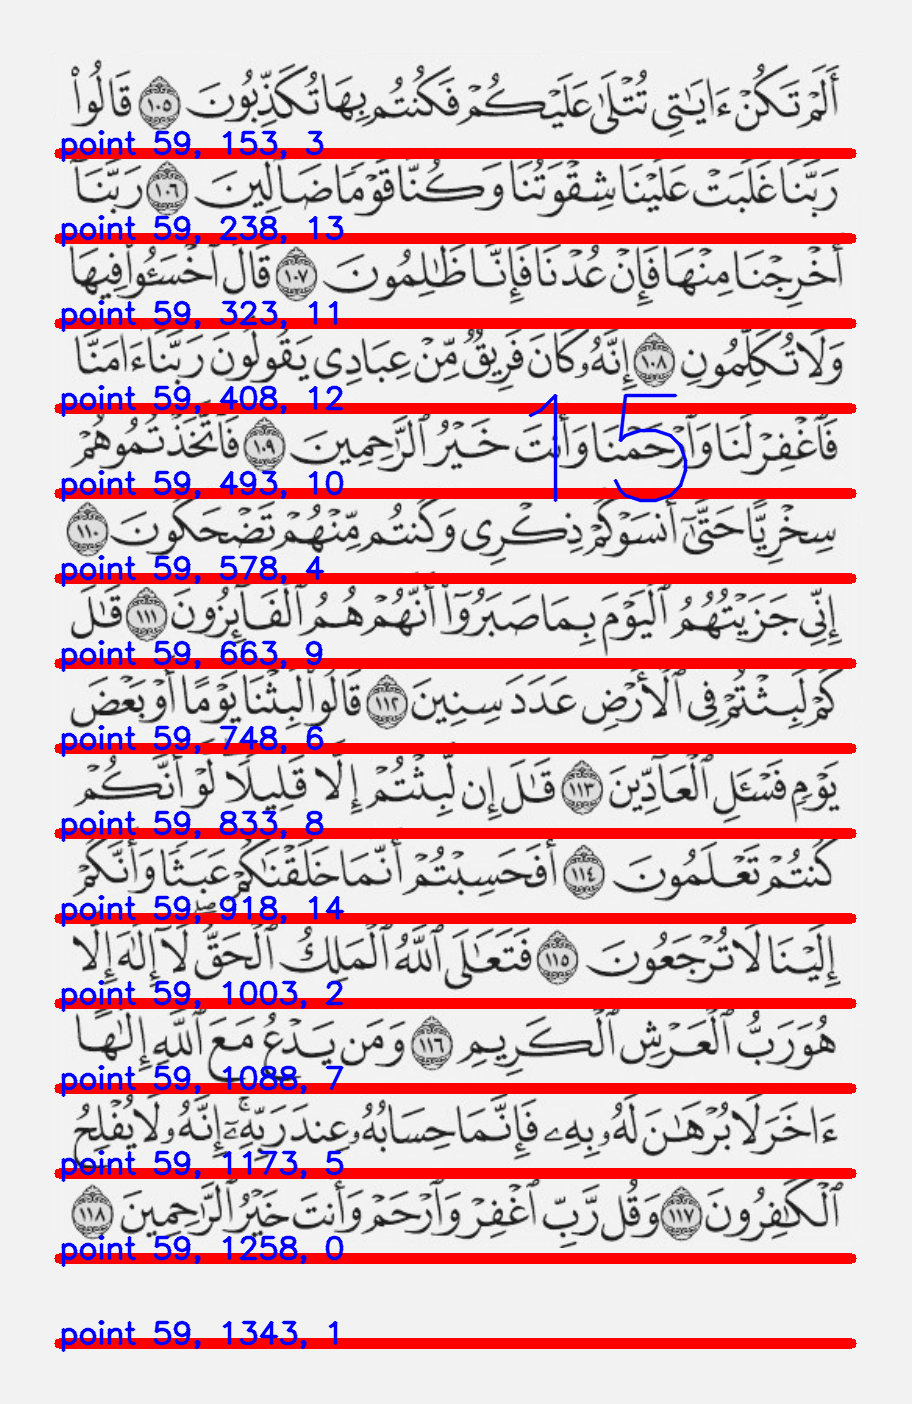 أَلَمْ تَكُنْ ءَايَٰتِى تُتْلَىٰ عَلَيْكُمْ فَكُنتُم بِهَا تُكَذِّبُونَ ١٠٥ قَالُوا۟
point 59, 153, 3
رَبَّنَا غَلَبَتْ عَلَيْنَا شِقْوَتُنَا وَكُنَّا قَوْمًا ضَآلِّينَ ١٠٦ رَبَّنَآ
point 59, 238, 13
أَخْرِجْنَا مِنْهَا فَإِنْ عُدْنَا فَإِنَّا ظَٰلِمُونَ ١٠٧ قَالَ ٱخْسَـُٔوا۟ فِيهَا
point 59, 323, 11
وَلَا تُكَلِّمُونِ ١٠٨ إِنَّهُۥ كَانَ فَرِيقٌ مِّنْ عِبَادِى يَقُولُونَ رَبَّنَآ ءَامَنَّا
point 59, 408, 12
15
فَٱغْفِرْ لَنَا وَٱرْحَمْنَا وَأَنتَ خَيْرُ ٱلرَّٰحِمِينَ ١٠٩ فَٱتَّخَذْتُمُوهُمْ
point 59, 493, 10
سِخْرِيًّا حَتَّىٰٓ أَنسَوْكُمْ ذِكْرِى وَكُنتُم مِّنْهُمْ تَضْحَكُونَ ١١٠
point 59, 578, 4
إِنِّى جَزَيْتُهُمُ ٱلْيَوْمَ بِمَا صَبَرُوٓا۟ أَنَّهُمْ هُمُ ٱلْفَآئِزُونَ ١١١ قَٰلَ
point 59, 663, 9
كَمْ لَبِثْتُمْ فِى ٱلْأَرْضِ عَدَدَ سِنِينَ ١١٢ قَالُوا۟ لَبِثْنَا يَوْمًا أَوْ بَعْضَ
point 59, 748, 6
يَوْمٍ فَسْـَٔلِ ٱلْعَآدِّينَ ١١٣ قَٰلَ إِن لَّبِثْتُمْ إِلَّا قَلِيلًا لَّوْ أَنَّكُمْ
point 59, 833, 8
كُنتُمْ تَعْلَمُونَ ١١٤ أَفَحَسِبْتُمْ أَنَّمَا خَلَقْنَٰكُمْ عَبَثًا وَأَنَّكُمْ
point 59, 918, 14
إِلَيْنَا لَا تُرْجَعُونَ ١١٥ فَتَعَٰلَى ٱللَّهُ ٱلْمَلِكُ ٱلْحَقُّ ۖ لَآ إِلَٰهَ إِلَّا
point 59, 1003, 2
هُوَ رَبُّ ٱلْعَرْشِ ٱلْكَرِيمِ ١١٦ وَمَن يَدْعُ مَعَ ٱللَّهِ إِلَٰهًا
point 59, 1088, 7
ءَاخَرَ لَا بُرْهَٰنَ لَهُۥ بِهِۦ فَإِنَّمَا حِسَابُهُۥ عِندَ رَبِّهِۦٓ ۚ إِنَّهُۥ لَا يُفْلِحُ
point 59, 1173, 5
ٱلْكَٰفِرُونَ ١١٧ وَقُل رَّبِّ ٱغْفِرْ وَٱرْحَمْ وَأَنتَ خَيْرُ ٱلرَّٰحِمِينَ ١١٨
point 59, 1258, 0
point 59, 1343, 1